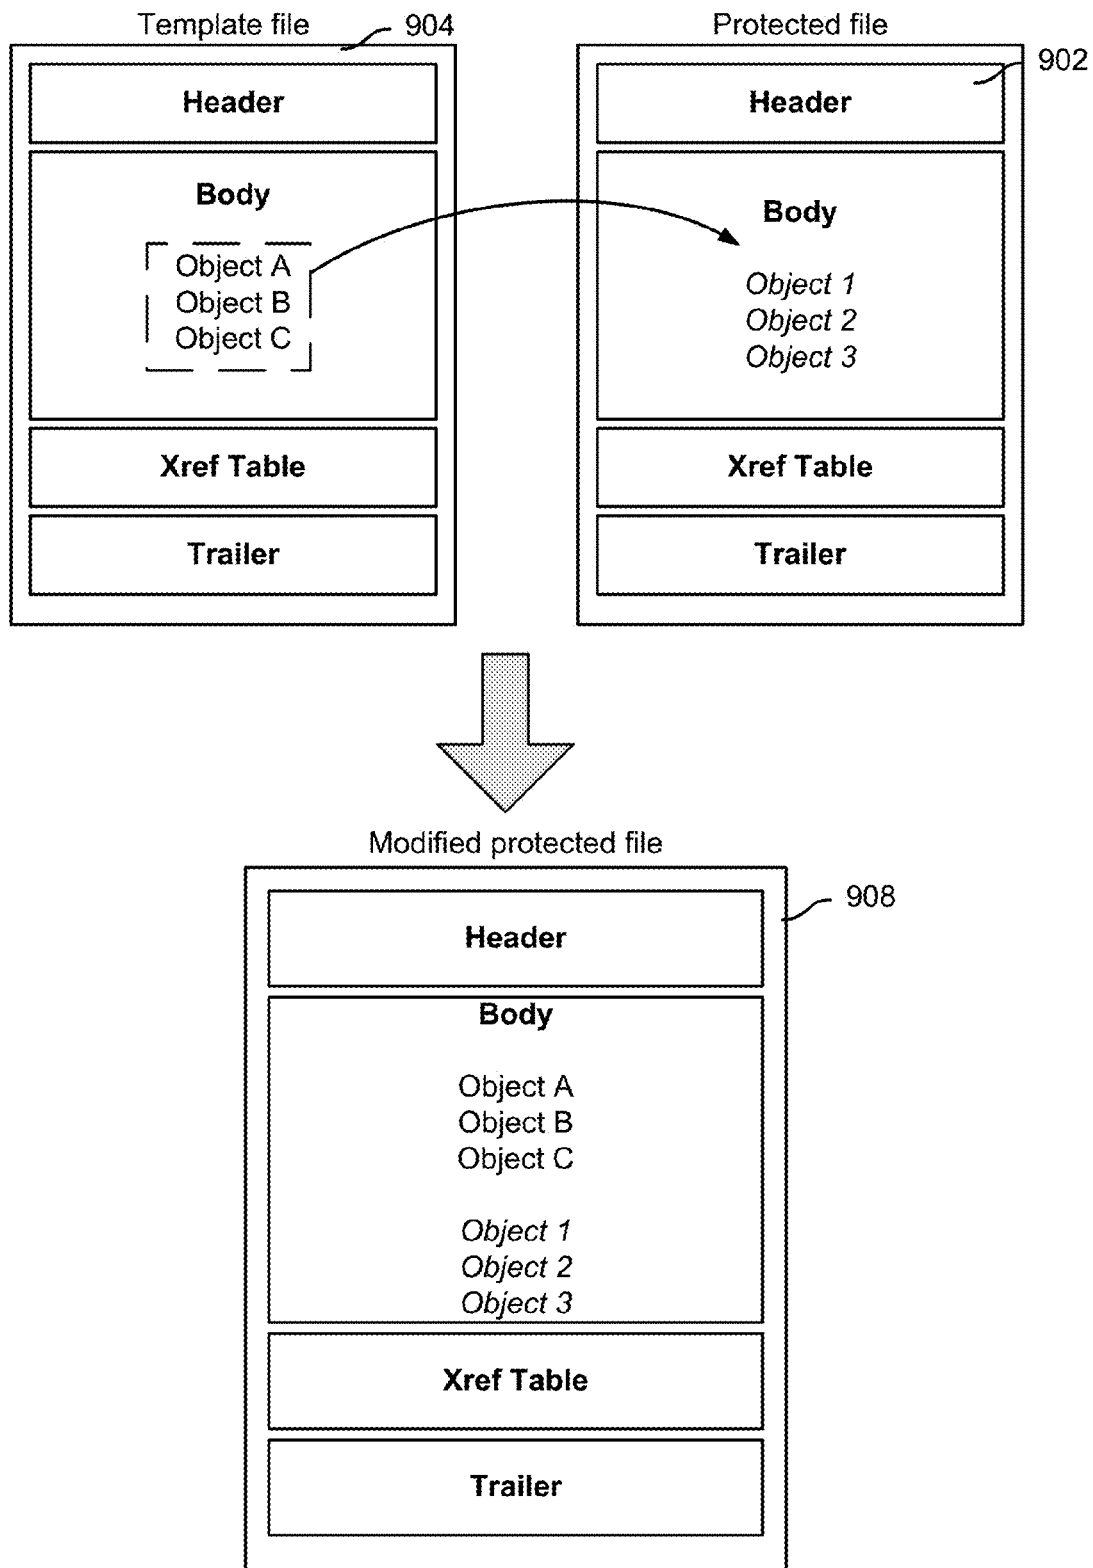 Template file
904
Header
Body
Object A
Object B
Object C
Xref Table
Trailer
Protected file
902
Header
Body
Object 1
Object 2
Object 3
Xref Table
Trailer
Modified protected file
908
Header
Body
Object A
Object B
Object C
Object 1
Object 2
Object 3
Xref Table
Trailer